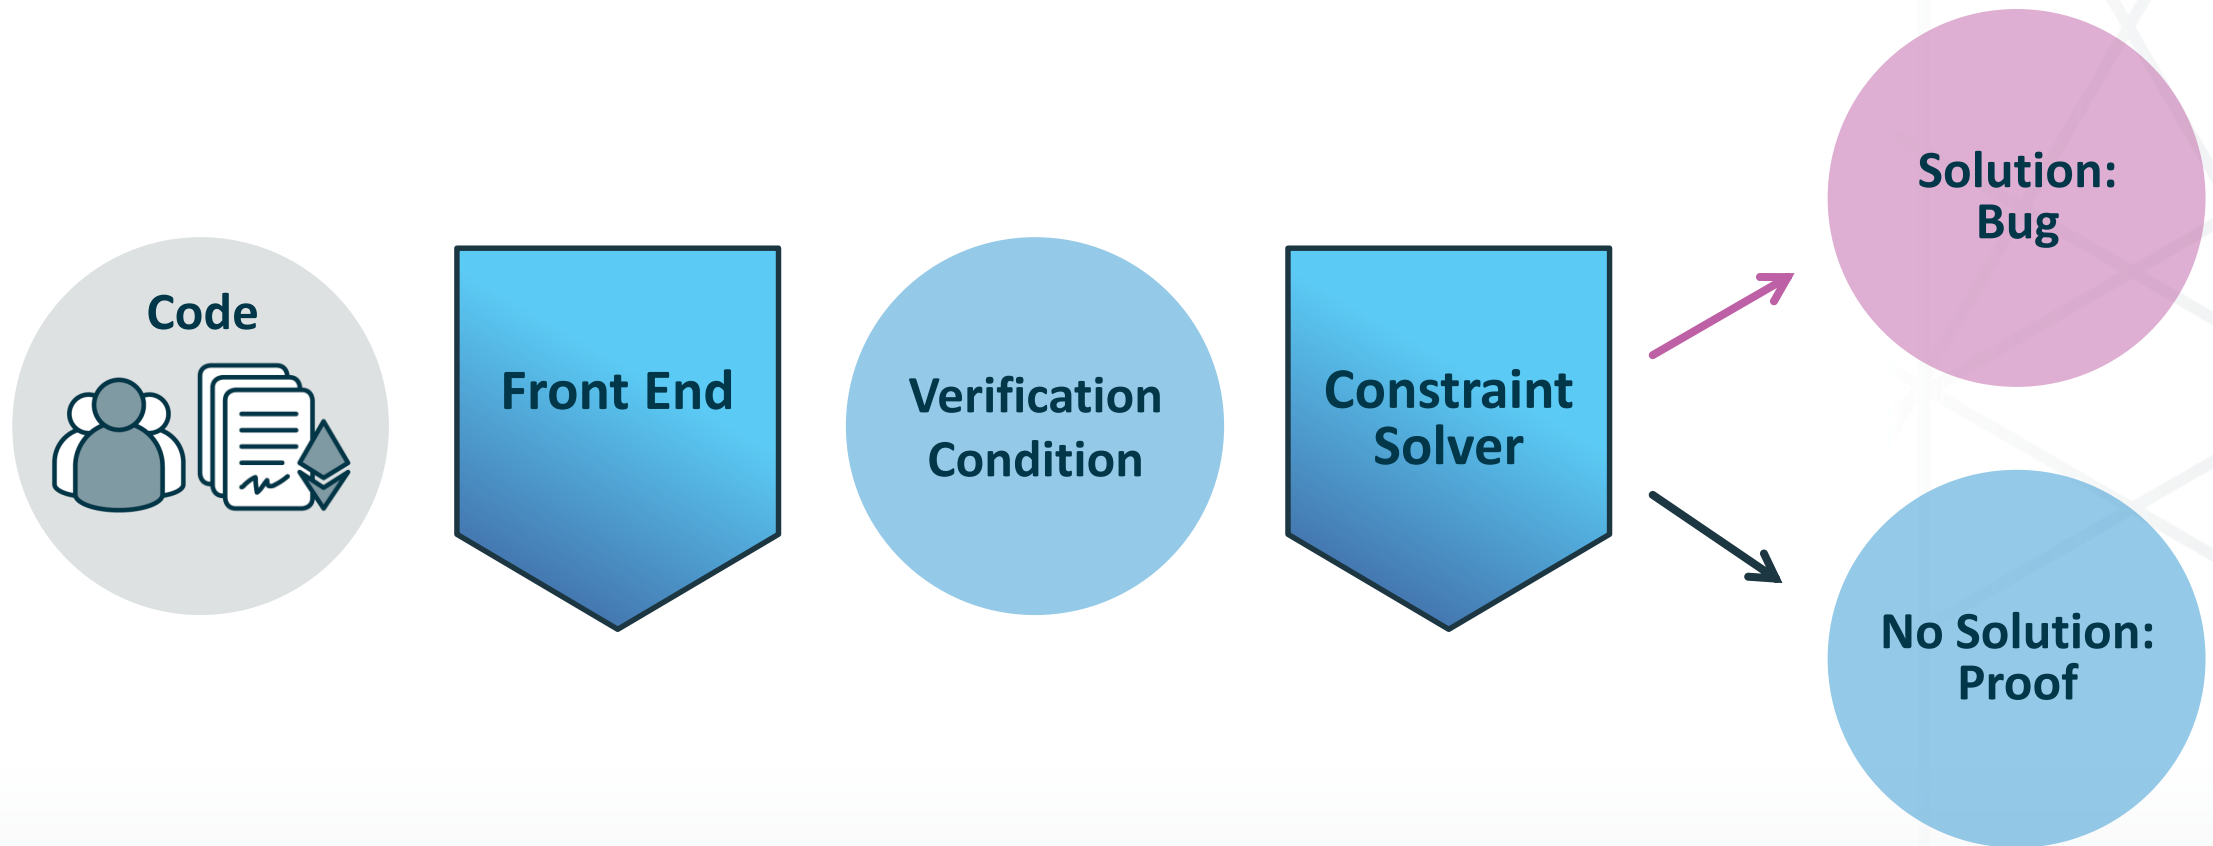 Code
Front End
Verification
Condition
Constraint
Solver
Solution:
Bug
No Solution:
Proof